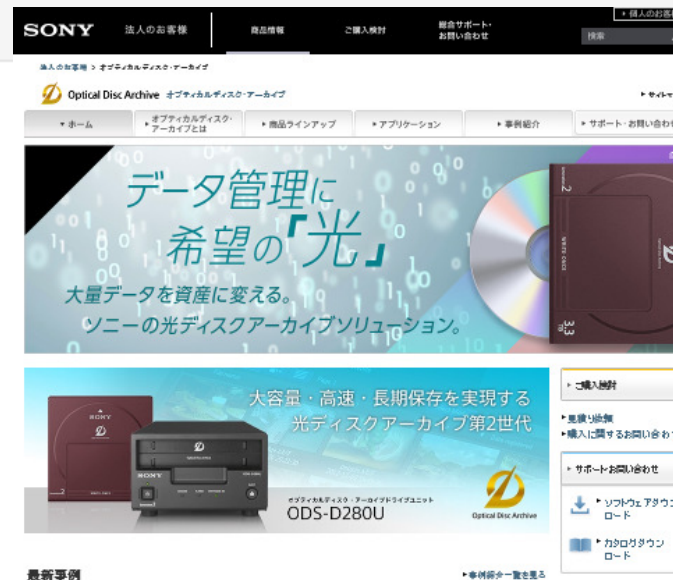 SONY
法人のお客様
商品情報
ご購入検討
総合サポート・
お問い合わせ
個人のお客
検索
法人のお客様 > オプティカルディスク・アーカイブ
Optical Disc Archive オプティカルディスク・アーカイブ
ホーム
オプティカルディスク・
アーカイブとは
商品ラインアップ
アプリケーション
事例紹介
サポート・お問い合わせ
データ管理に
希望の「光」
大量データを資産に変える。
ソニーの光ディスクアーカイブソリューション。
2
WRITE ONCE
3.3
TB
大容量・高速・長期保存を実現する
光ディスクアーカイブ第2世代
SONY
SONY
オプティカルディスク・アーカイブドライブユニット
ODS-D280U
Optical Disc Archive
ご購入検討
見積り依頼
購入に関するお問い合わせ
サポートお問い合わせ
ソフトウェアダウン
ロード
カタログダウン
ロード
最新事例
事例紹介一覧を見る